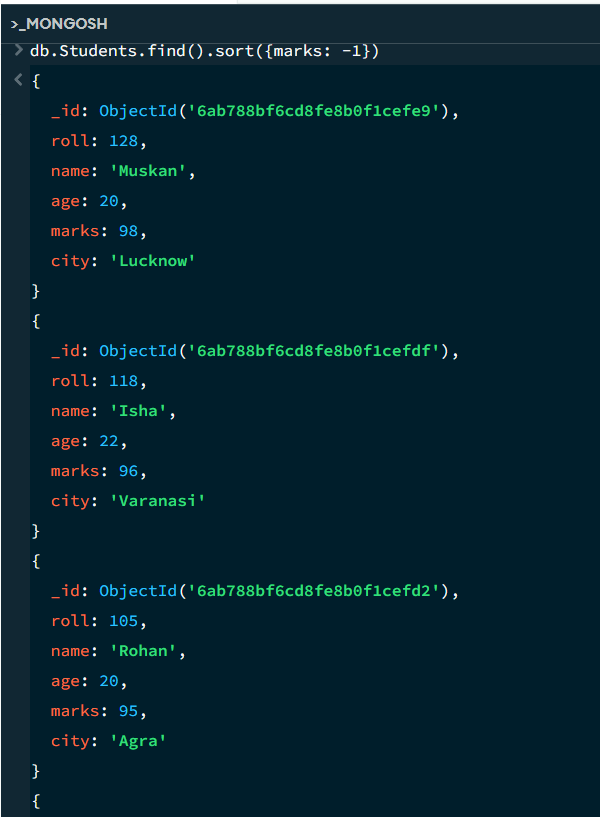 >_MONGOSH
> db.Students.find().sort({marks: -1})
< {
_id: ObjectId('6ab788bf6cd8fe8b0f1cefe9'),
roll: 128,
name: 'Muskan',
age: 20,
marks: 98,
city: 'Lucknow'
}
{
_id: ObjectId('6ab788bf6cd8fe8b0f1cefdf'),
roll: 118,
name: 'Isha',
age: 22,
marks: 96,
city: 'Varanasi'
}
{
_id: ObjectId('6ab788bf6cd8fe8b0f1cefd2'),
roll: 105,
name: 'Rohan',
age: 20,
marks: 95,
city: 'Agra'
}
{